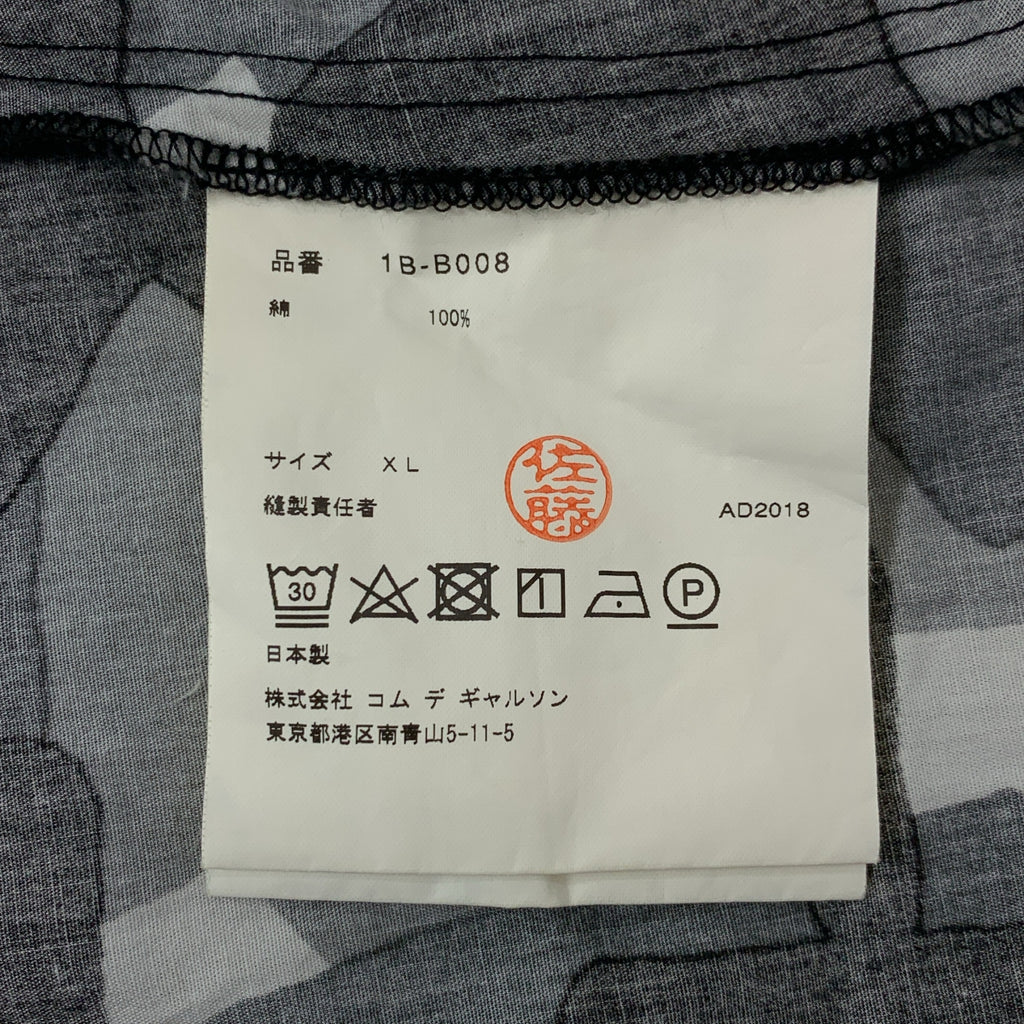 品番 1B-B008
綿 100%
サイズ XL
縫製責任者 佐藤 AD2018
30 P
日本製
株式会社 コム デ ギャルソン
東京都港区南青山5-11-5